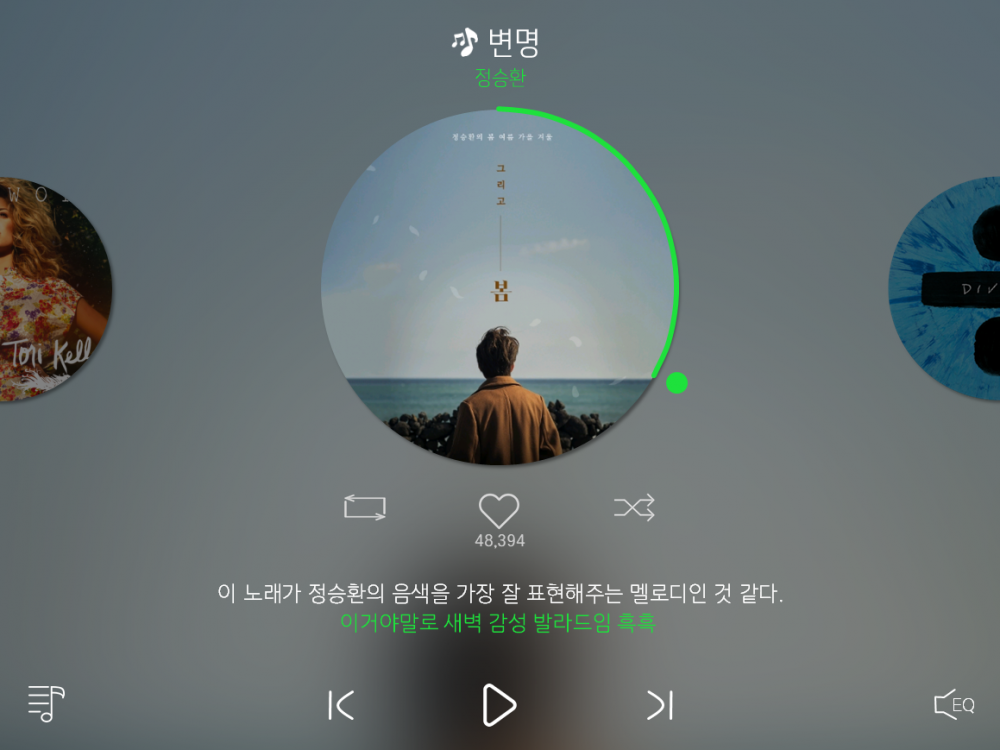 변명
정승환
정승환의 봄 여름 가을 겨울
그
리
고
봄
W O
Tori Kell
DIV
48,394
이 노래가 정승환의 음색을 가장 잘 표현해주는 멜로디인 것 같다.
이거야말로 새벽 감성 발라드임 흑흑
EQ